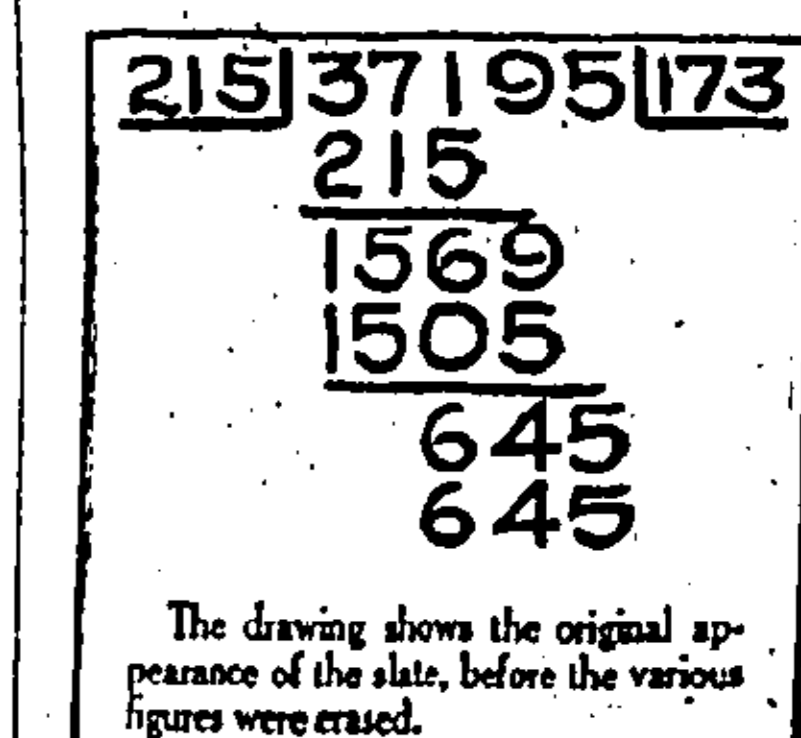 215 37195 173
215
1569
1505
645
645
The drawing shows the original ap-
pearance of the slate, before the various
figures were erased.